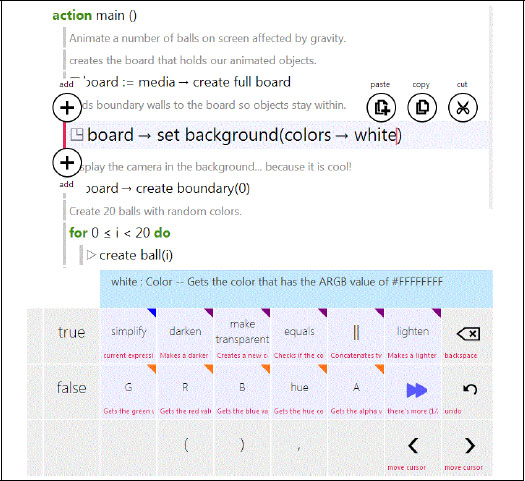 action main ()
Animate a number of balls on screen affected by gravity.
creates the board that holds our animated objects.
board := media → create full board
add
ds boundary walls to the board so objects stay within.
paste copy cut
board → set background(colors → white)
play the camera in the background... because it is cool!
add
board → create boundary(0)
Create 20 balls with random colors.
for 0 ≤ i < 20 do
▷ create ball(i)
white : Color -- Gets the color that has the ARGB value of #FFFFFFFF
true simplify darken make transparent equals || lighten
current expressi Makes a darker Creates a new c Checks if the co Concatenates tv Makes a lighter backspace
false G R B hue A
Gets the green v Gets the red valu Gets the blue va Gets the hue co Gets the alpha v there's more (1/ undo
( ) ,
move cursor move cursor